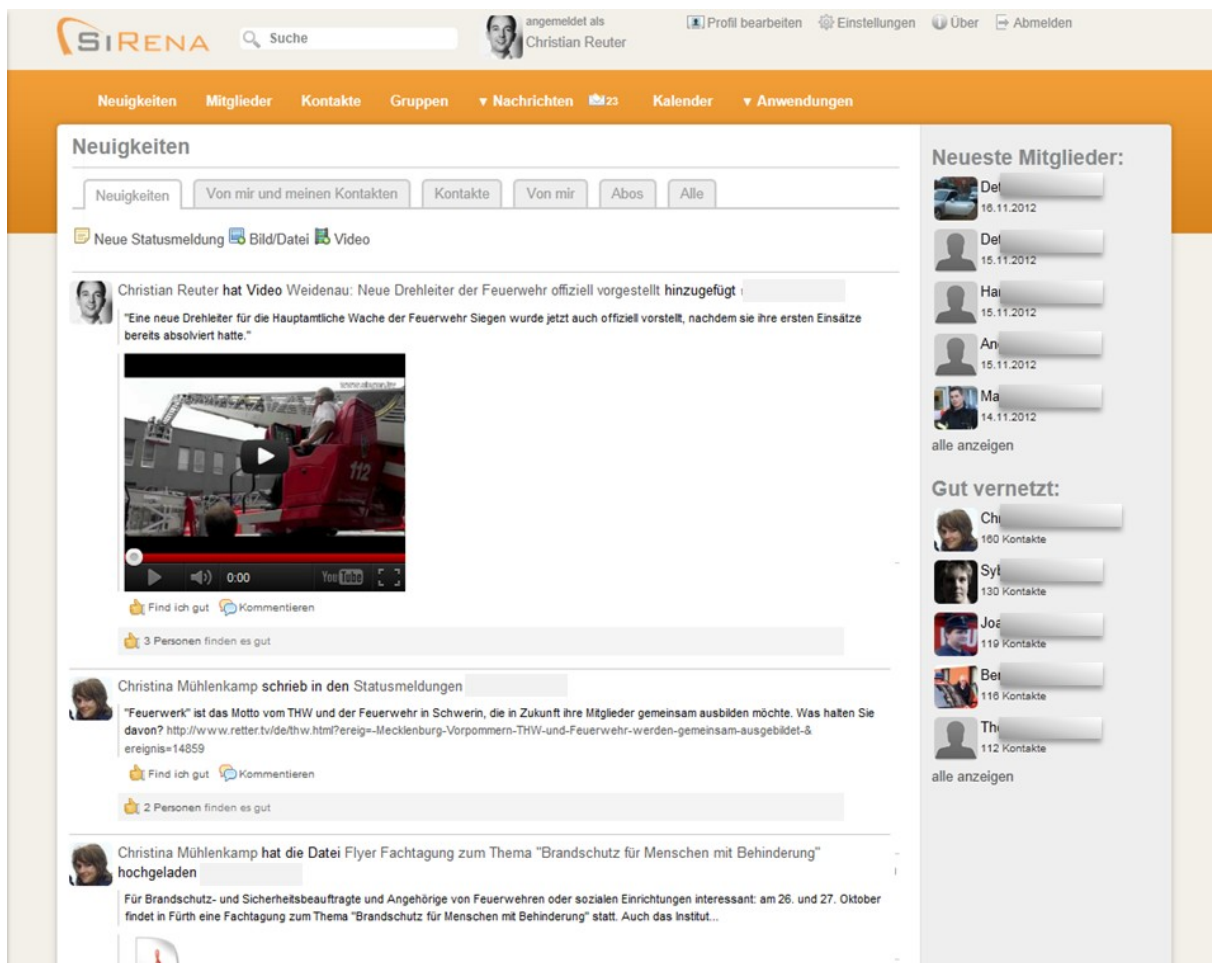 SIRENA
Suche
angemeldet als
Christian Reuter
Profil bearbeiten
Einstellungen
Über
Abmelden
Neuigkeiten
Mitglieder
Kontakte
Gruppen
▼ Nachrichten
23
Kalender
▼ Anwendungen
Neuigkeiten
Neuigkeiten
Von mir und meinen Kontakten
Kontakte
Von mir
Abos
Alle
Neue Statusmeldung
Bild/Datei
Video
Christian Reuter hat Video Weidenau: Neue Drehleiter der Feuerwehr offiziell vorgestellt hinzugefügt
"Eine neue Drehleiter für die Hauptamtliche Wache der Feuerwehr Siegen wurde jetzt auch offiziell vorstellt, nachdem sie ihre ersten Einsätze
bereits absolviert hatte."
112
0:00
YouTube
Find ich gut
Kommentieren
3 Personen finden es gut
Christina Mühlenkamp schrieb in den Statusmeldungen
"Feuerwerk" ist das Motto vom THW und der Feuerwehr in Schwerin, die in Zukunft ihre Mitglieder gemeinsam ausbilden möchte. Was halten Sie
davon? http://www.retter.tv/de/thw.html?ereig=-Mecklenburg-Vorpommern-THW-und-Feuerwehr-werden-gemeinsam-ausgebildet-&
ereignis=14859
Find ich gut
Kommentieren
2 Personen finden es gut
Christina Mühlenkamp hat die Datei Flyer Fachtagung zum Thema "Brandschutz für Menschen mit Behinderung"
hochgeladen
Für Brandschutz- und Sicherheitsbeauftragte und Angehörige von Feuerwehren oder sozialen Einrichtungen interessant: am 26. und 27. Oktober
findet in Fürth eine Fachtagung zum Thema "Brandschutz für Menschen mit Behinderung" statt. Auch das Institut...
Neueste Mitglieder:
Det
16.11.2012
Det
15.11.2012
Har
15.11.2012
And
15.11.2012
Ma
14.11.2012
alle anzeigen
Gut vernetzt:
Chr
160 Kontakte
Syb
130 Kontakte
Joa
119 Kontakte
Ber
116 Kontakte
Tho
112 Kontakte
alle anzeigen